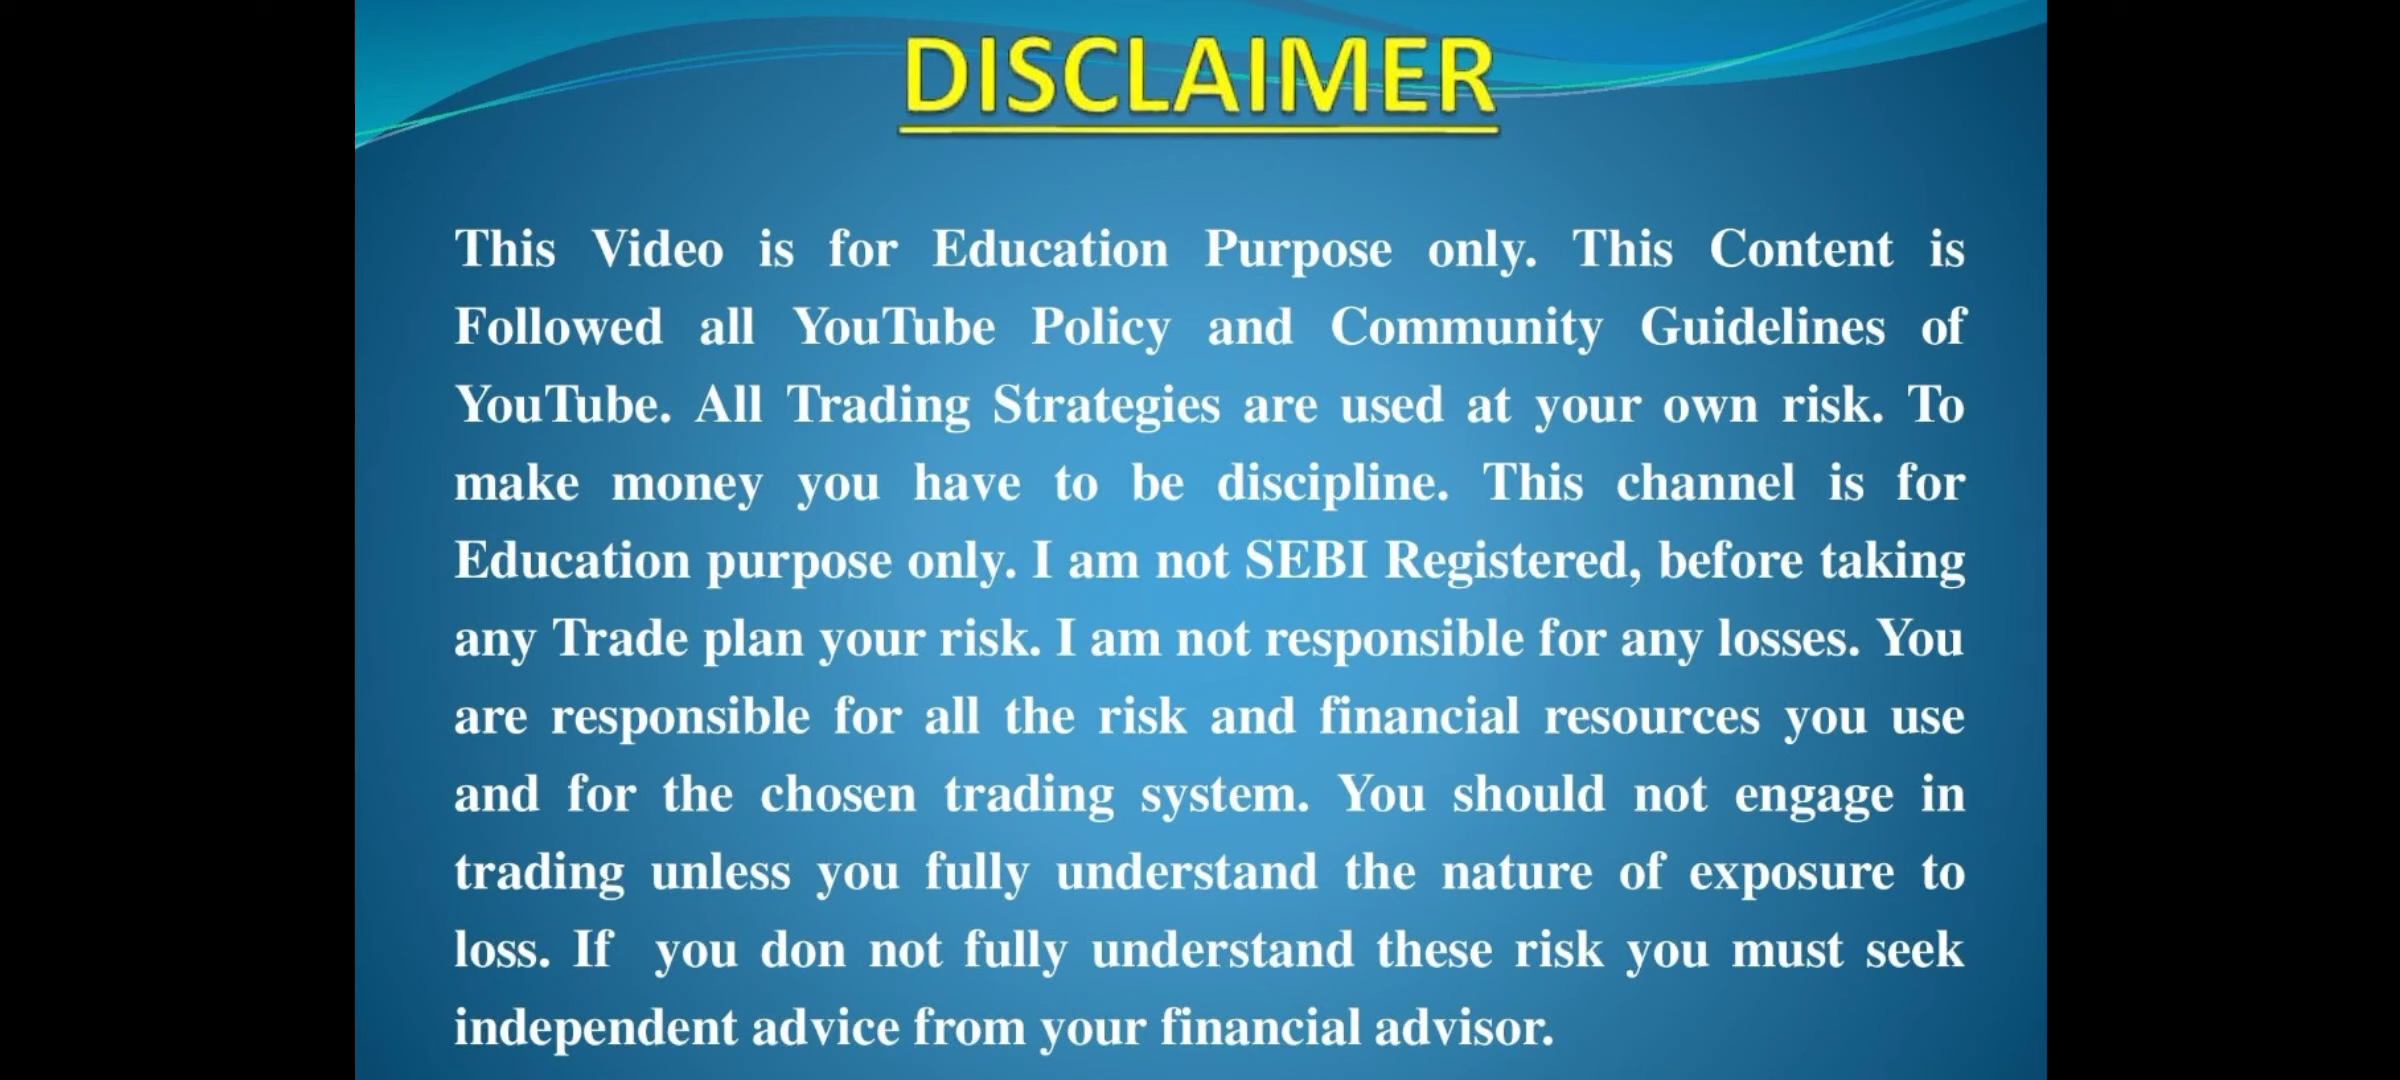 DISCLAIMER
This Video is for Education Purpose only. This Content is
Followed all YouTube Policy and Community Guidelines of
YouTube. All Trading Strategies are used at your own risk. To
make money you have to be discipline. This channel is for
Education purpose only. I am not SEBI Registered, before taking
any Trade plan your risk. I am not responsible for any losses. You
are responsible for all the risk and financial resources you use
and for the chosen trading system. You should not engage in
trading unless you fully understand the nature of exposure to
loss. If you don not fully understand these risk you must seek
independent advice from your financial advisor.